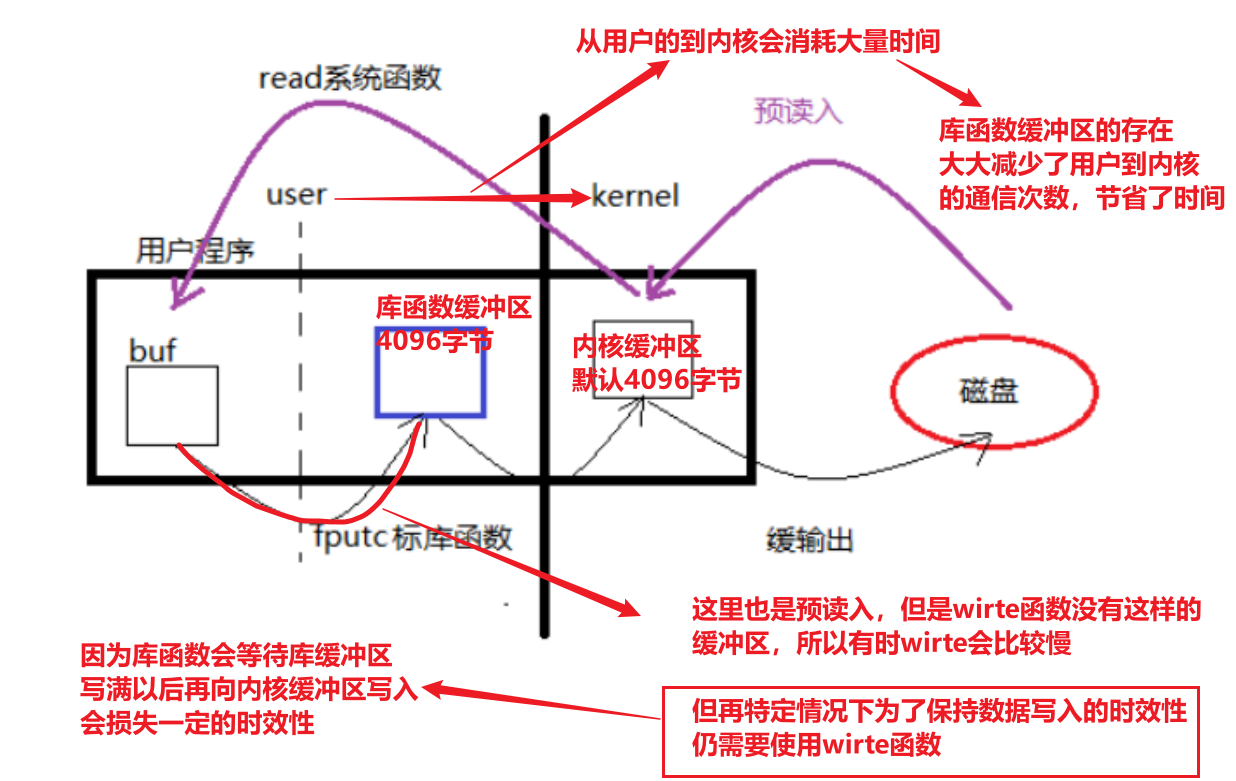 从用户的到内核会消耗大量时间
read系统函数
预读入
库函数缓冲区的存在
大大减少了用户到内核
的通信次数，节省了时间
user
kernel
用户程序
库函数缓冲区
4096字节
buf
内核缓冲区
默认4096字节
磁盘
fputc标库函数
缓输出
这里也是预读入，但是wirte函数没有这样的
缓冲区，所以有时wirte会比较慢
因为库函数会等待库缓冲区
写满以后再向内核缓冲区写入
会损失一定的时效性
但再特定情况下为了保持数据写入的时效性
仍需要使用wirte函数